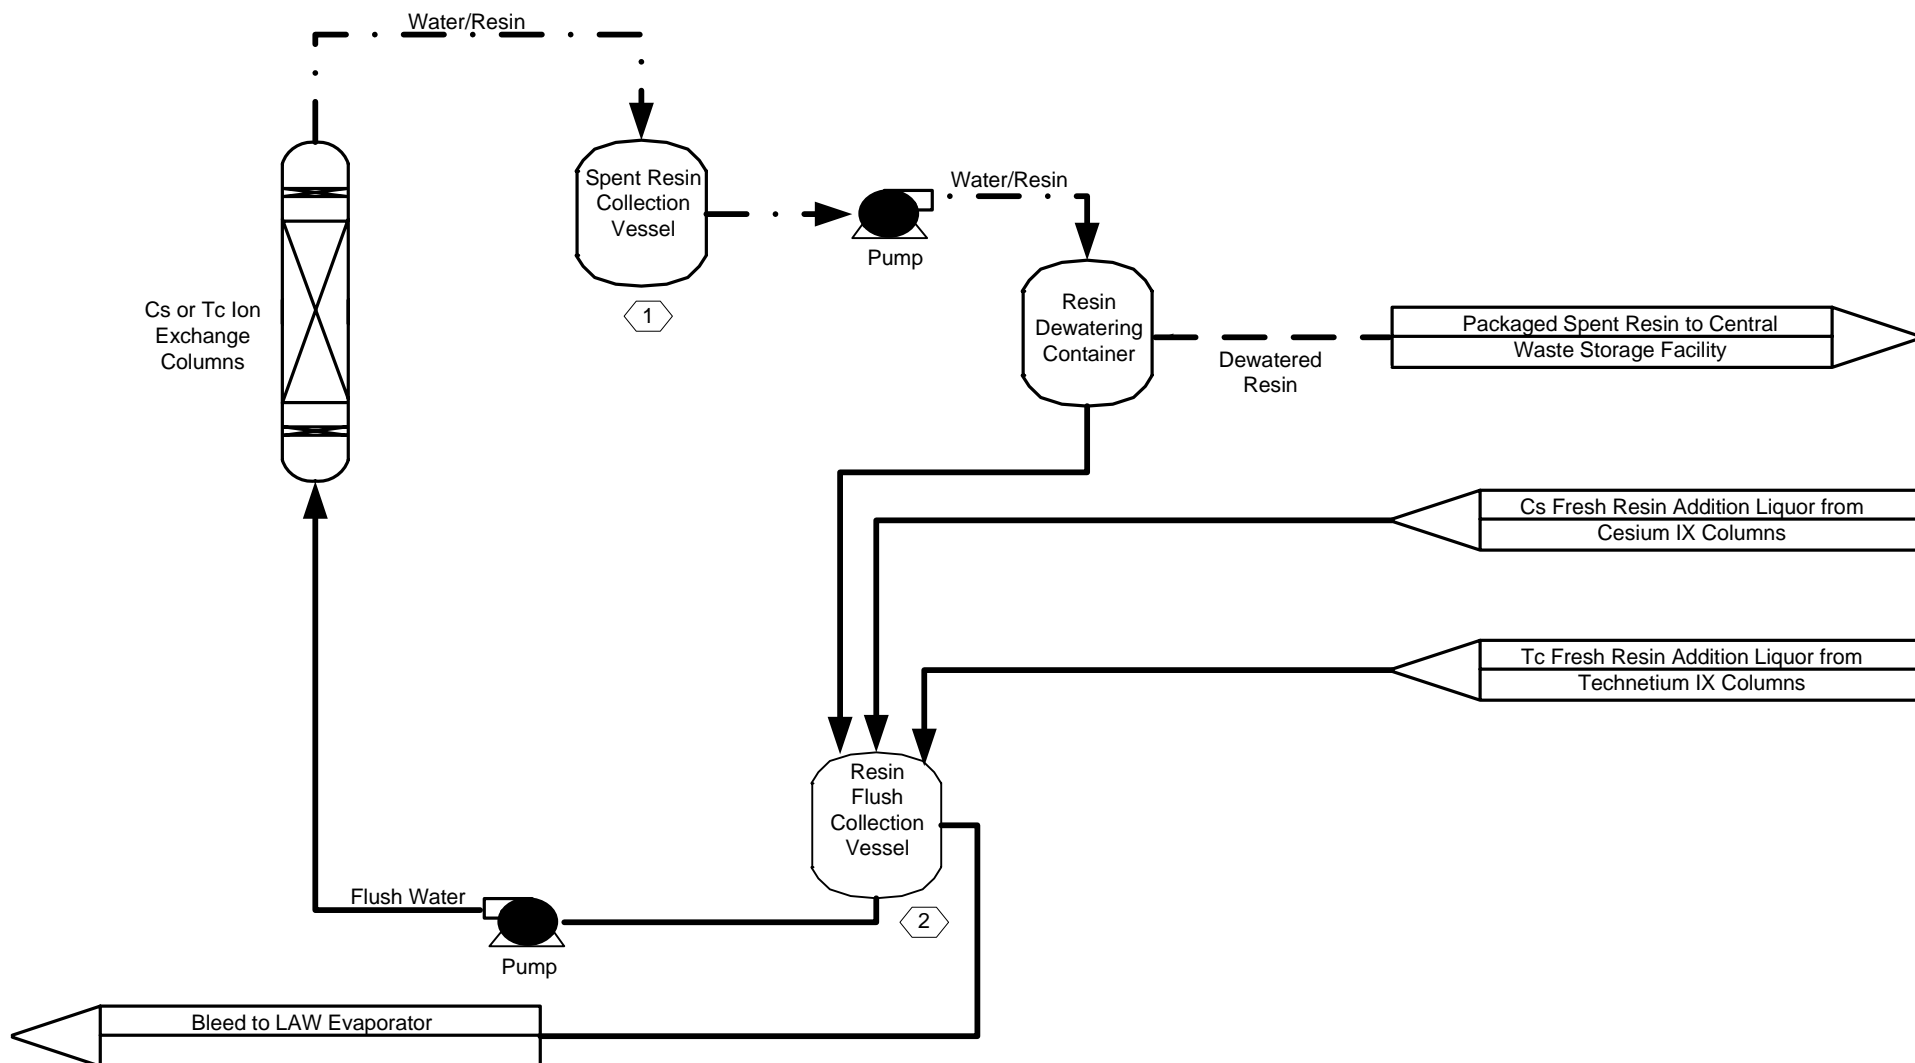 Water/Resin
Spent Resin
Collection
Vessel
1
Pump
Water/Resin
Resin
Dewatering
Container
Cs or Tc Ion
Exchange
Columns
Dewatered
Resin
Packaged Spent Resin to Central
Waste Storage Facility
Cs Fresh Resin Addition Liquor from
Cesium IX Columns
Tc Fresh Resin Addition Liquor from
Technetium IX Columns
Resin
Flush
Collection
Vessel
2
Flush Water
Pump
Bleed to LAW Evaporator